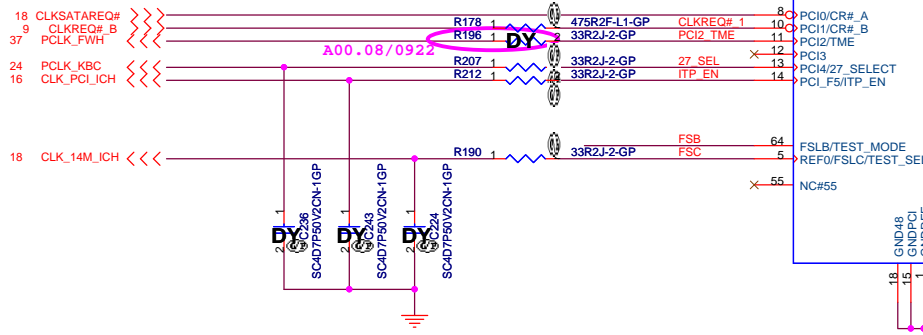 18 CLKSATAREQ# 8 PCI0/CR#_A
9 CLKREQ#_B R178 1 475R2F-L1-GP CLKREQ#_1 10 PCI1/CR#_B
37 PCLK_FWH R196 1 DY 2 33R2J-2-GP PCI2_TME 11 PCI2/TME
A00.08/0922 12 PCI3
24 PCLK_KBC R207 1 33R2J-2-GP 27_SEL 13 PCI4/27_SELECT
16 CLK_PCI_ICH R212 1 33R2J-2-GP ITP_EN 14 PCI_F5/ITP_EN
FSB 64 FSLB/TEST_MODE
18 CLK_14M_ICH R190 1 2 33R2J-2-GP FSC 5 REF0/FSLC/TEST_SEL
55 NC#55
1 DY 2 C236 SC4D7P50V2CN-1GP
1 DY 2 C243 SC4D7P50V2CN-1GP
1 DY 2 C224 SC4D7P50V2CN-1GP
GND48
GNDPCI
18
15
1